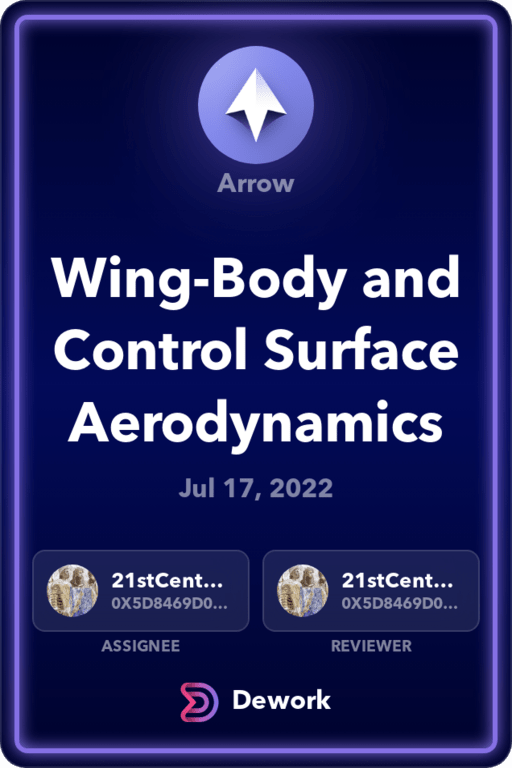 Arrow
Wing-Body and
Control Surface
Aerodynamics
Jul 17, 2022
21stCent...
0X5D8469D0...
21stCent...
0X5D8469D0...
ASSIGNEE
REVIEWER
Dework